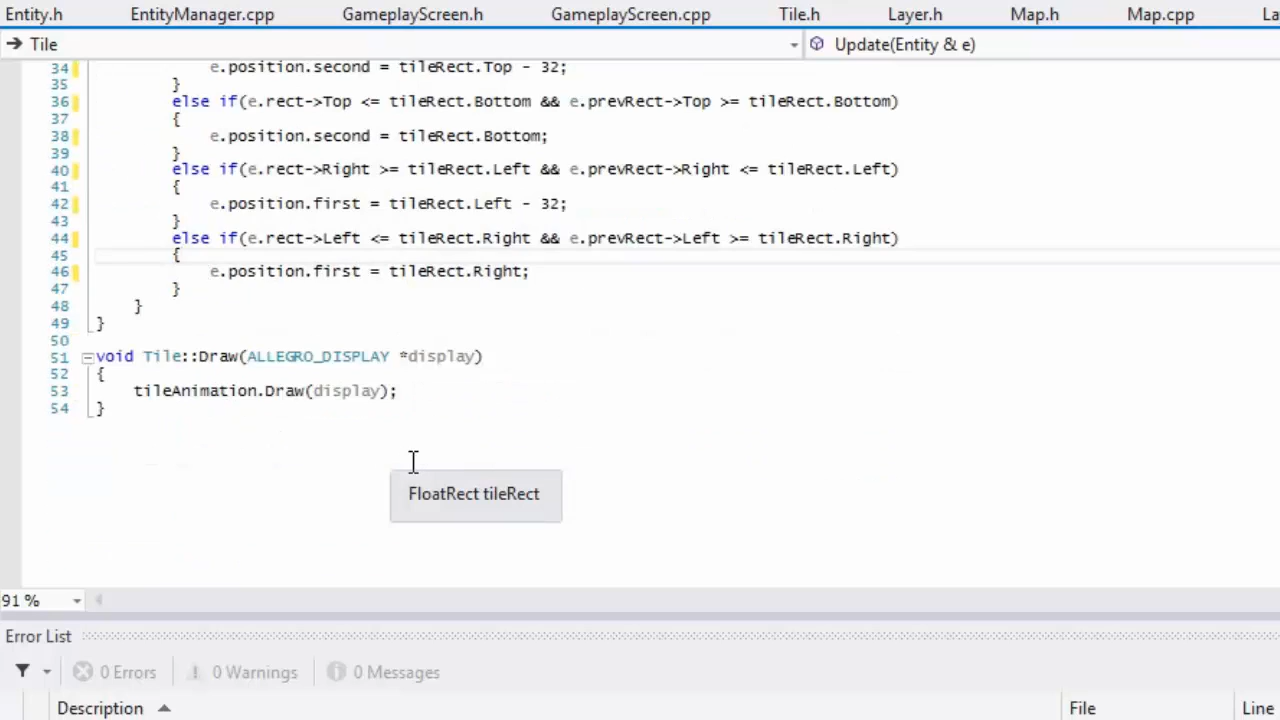 Entity.h EntityManager.cpp GameplayScreen.h GameplayScreen.cpp Tile.h Layer.h Map.h Map.cpp La
Tile Update(Entity & e)
34 e.position.second = tileRect.Top - 32;
35 }
36 else if(e.rect->Top <= tileRect.Bottom && e.prevRect->Top >= tileRect.Bottom)
37 {
38 e.position.second = tileRect.Bottom;
39 }
40 else if(e.rect->Right >= tileRect.Left && e.prevRect->Right <= tileRect.Left)
41 {
42 e.position.first = tileRect.Left - 32;
43 }
44 else if(e.rect->Left <= tileRect.Right && e.prevRect->Left >= tileRect.Right)
45 {
46 e.position.first = tileRect.Right;
47 }
48 }
49 }
50
51 void Tile::Draw(ALLEGRO_DISPLAY *display)
52 {
53 tileAnimation.Draw(display);
54 }
FloatRect tileRect
91 %
Error List
0 Errors 0 Warnings 0 Messages
Description File Line